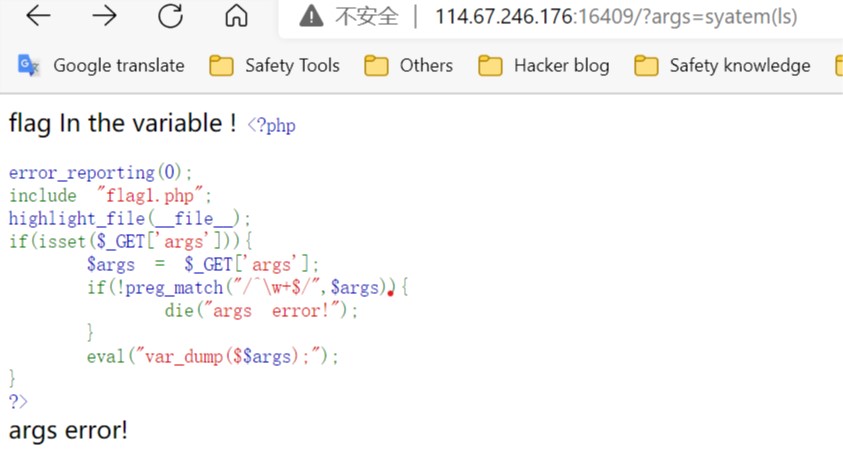 不安全 | 114.67.246.176:16409/?args=syatem(ls)
Google translate Safety Tools Others Hacker blog Safety knowledge
flag In the variable ! <?php
error_reporting(0);
include "flag1.php";
highlight_file(__file__);
if(isset($_GET['args'])){
$args = $_GET['args'];
if(!preg_match("/^\w+$/",$args)){
die("args error!");
}
eval("var_dump($$args);");
}
?>
args error!